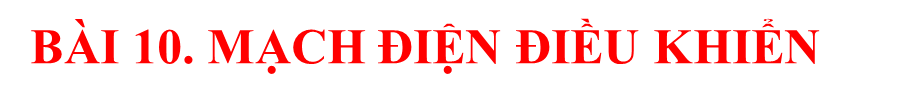 BÀI 10. MẠCH ĐIỆN ĐIỀU KHIỂN